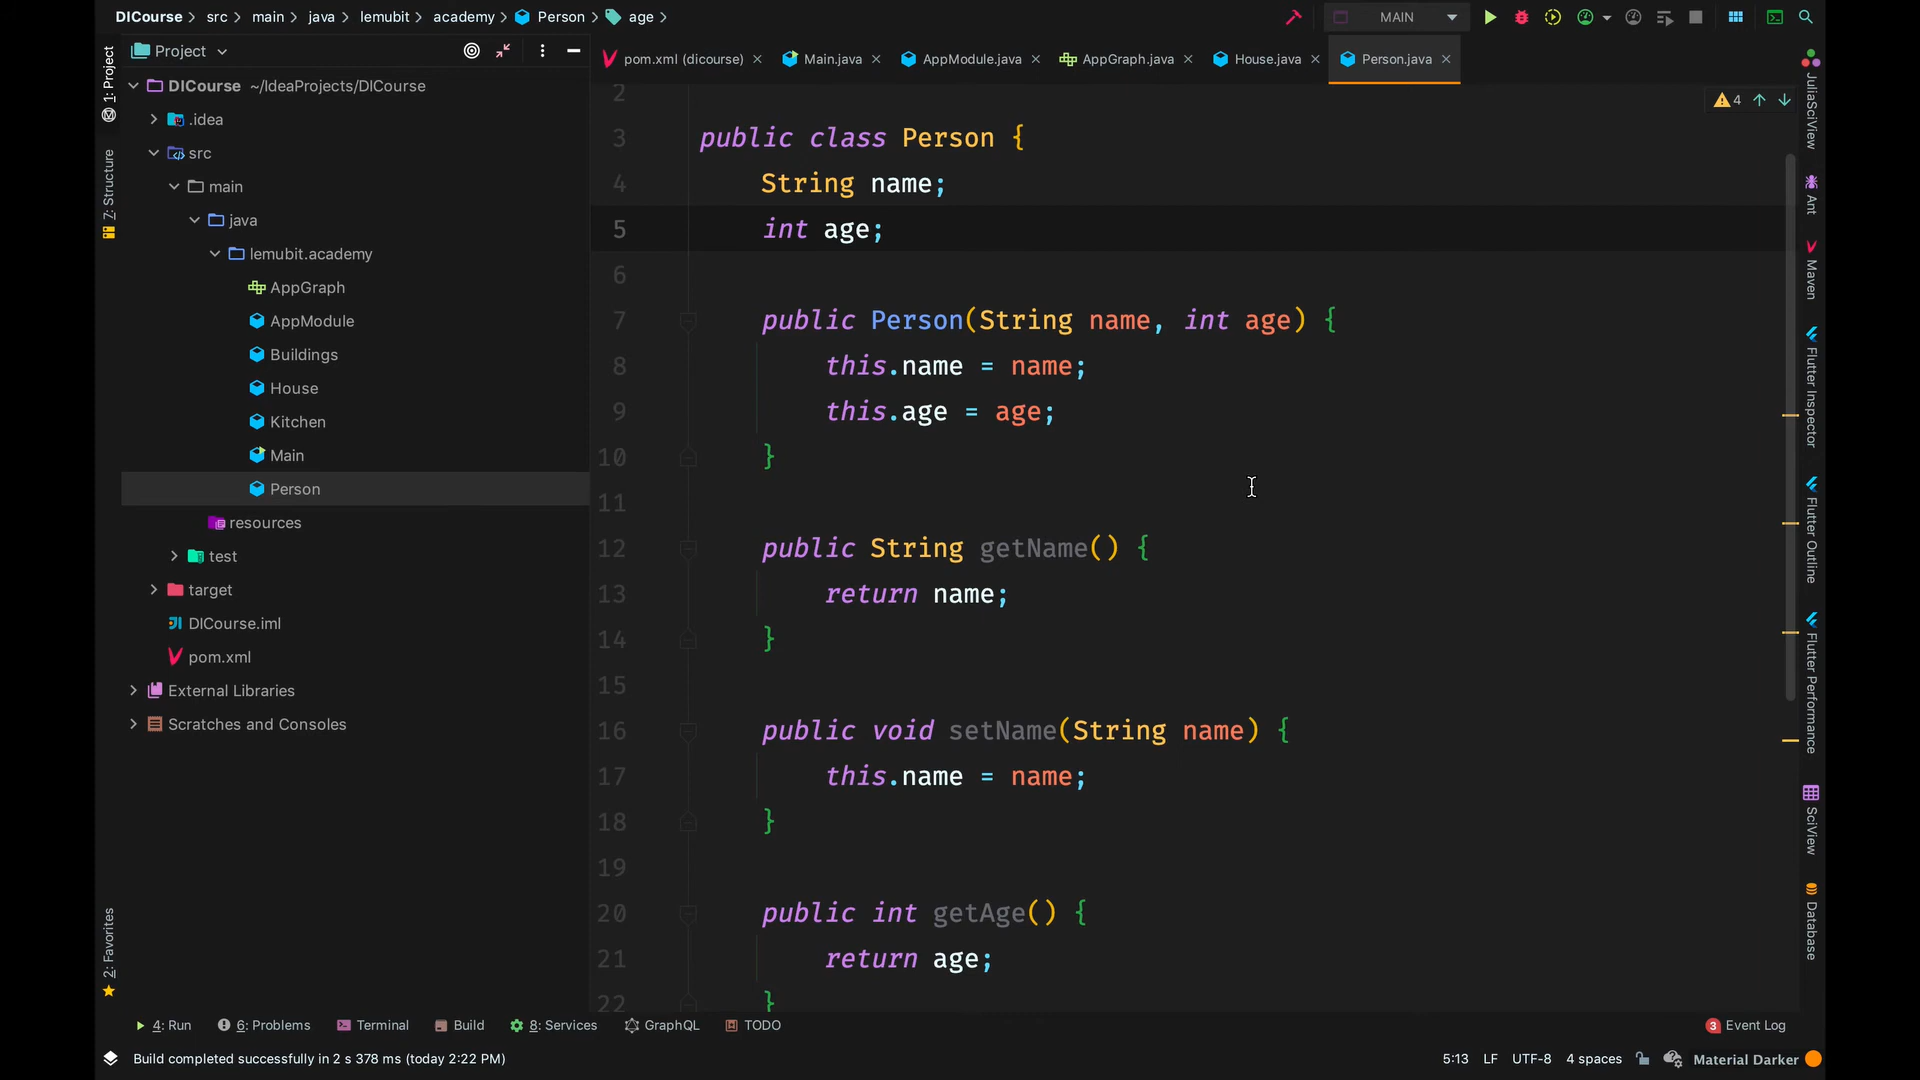 DICourse src main java lemubit academy Person age
MAIN
Project
pom.xml (dicourse) Main.java AppModule.java AppGraph.java House.java Person.java
1: Project
7: Structure
2: Favorites
DICourse ~/IdeaProjects/DICourse
.idea
src
main
java
lemubit.academy
AppGraph
AppModule
Buildings
House
Kitchen
Main
Person
resources
test
target
DICourse.iml
pom.xml
External Libraries
Scratches and Consoles
4
2
3 public class Person {
4 String name;
5 int age;
6
7 public Person(String name, int age) {
8 this.name = name;
9 this.age = age;
10 }
11
12 public String getName() {
13 return name;
14 }
15
16 public void setName(String name) {
17 this.name = name;
18 }
19
20 public int getAge() {
21 return age;
22 }
JuliaSciView
Ant
Maven
Flutter Inspector
Flutter Outline
Flutter Performance
SciView
Database
4: Run 6: Problems Terminal Build 8: Services GraphQL TODO 3 Event Log
Build completed successfully in 2 s 378 ms (today 2:22 PM) 5:13 LF UTF-8 4 spaces Material Darker